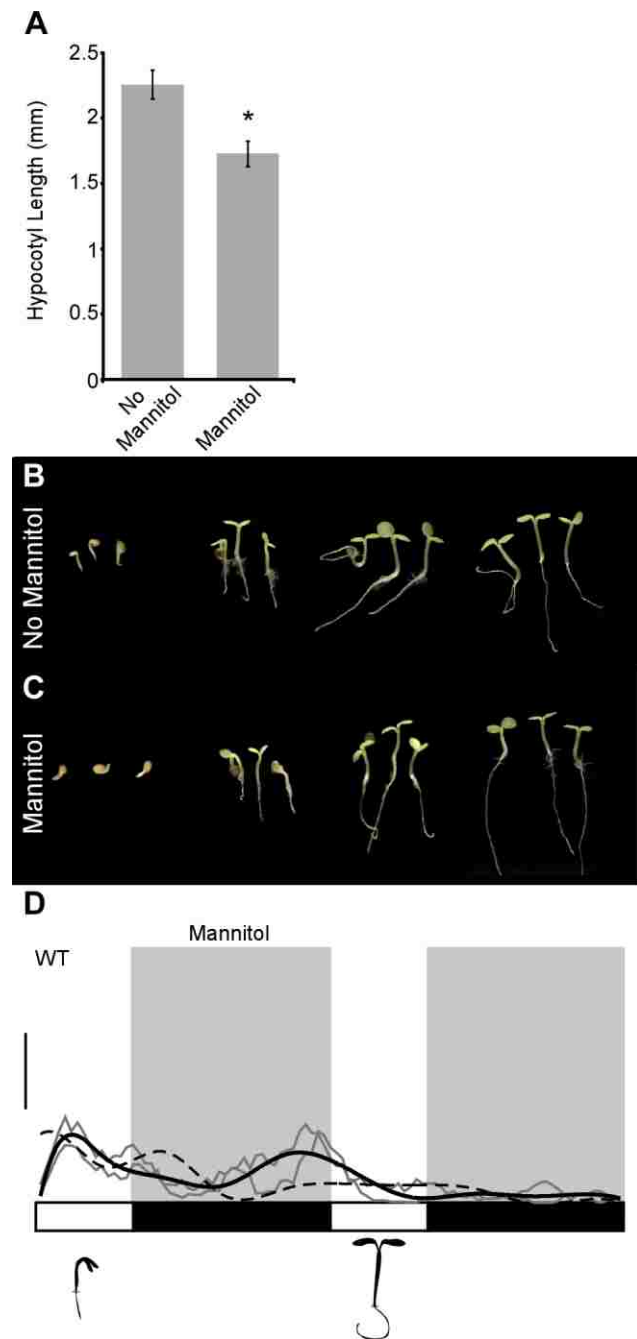 A
2.5
2
1.5
1
0.5
0
Hypocotyl Length (mm)
*
No
Mannitol
Mannitol
B
No Mannitol
C
Mannitol
D
Mannitol
WT